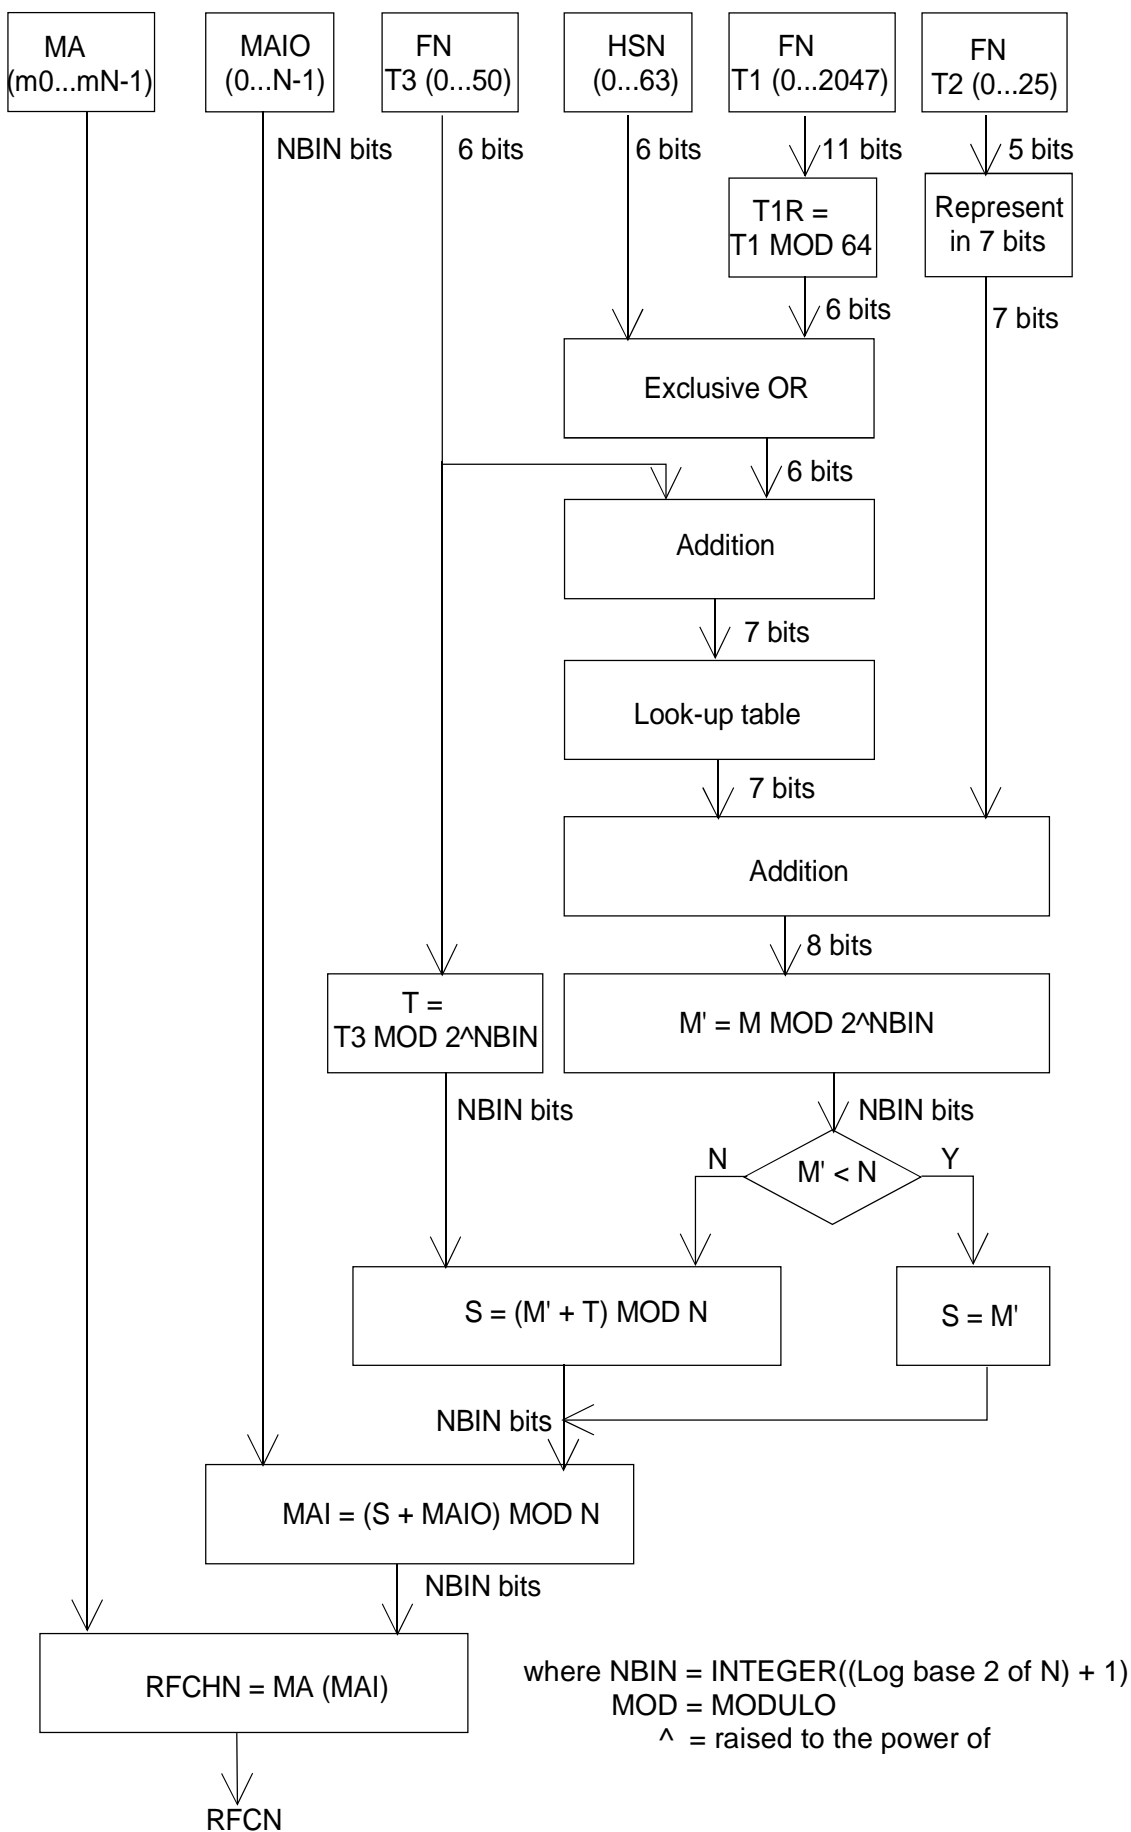 MA
(m0...mN-1)
MAIO
(0...N-1)
FN
T3 (0...50)
HSN
(0...63)
FN
T1 (0...2047)
FN
T2 (0...25)
NBIN bits
6 bits
6 bits
11 bits
5 bits
T1R =
T1 MOD 64
Represent
in 7 bits
6 bits
7 bits
Exclusive OR
6 bits
Addition
7 bits
Look-up table
7 bits
Addition
8 bits
T =
T3 MOD 2^NBIN
M' = M MOD 2^NBIN
NBIN bits
NBIN bits
N
M' < N
Y
S = (M' + T) MOD N
S = M'
NBIN bits
MAI = (S + MAIO) MOD N
NBIN bits
RFCHN = MA (MAI)
where NBIN = INTEGER((Log base 2 of N) + 1)
MOD = MODULO
^ = raised to the power of
RFCN